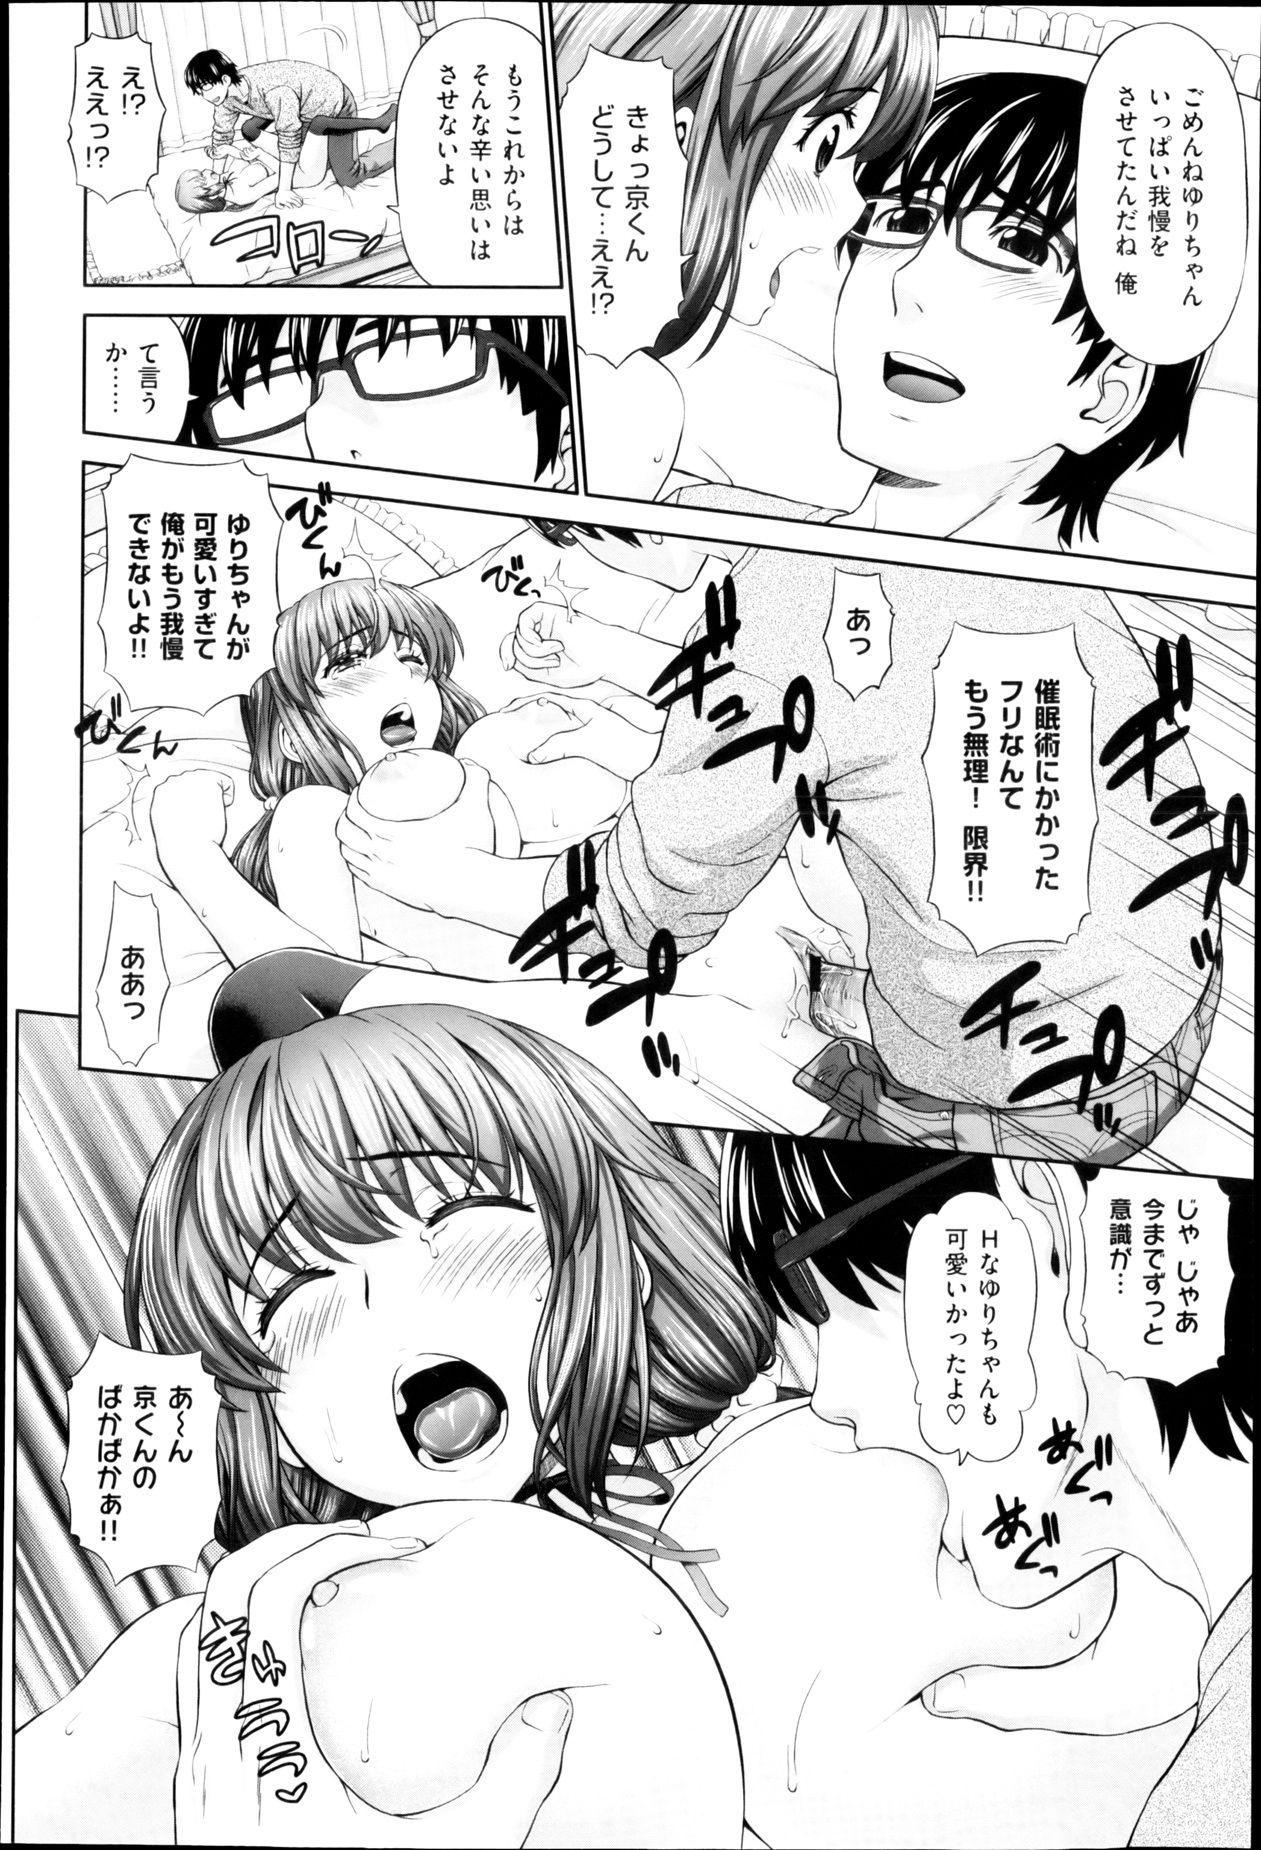 ごめんねゆりちゃん
いっぱい我慢を
させてたんだね 俺
きょっ京くん
どうして…ええ!?
もうこれからは
そんな辛い思いは
させないよ
え!?
ええっ!?
コロンッ
て言う
か……
催眠術にかかった
フリなんて
もう無理! 限界!!
あっ
ゆりちゃんが
可愛いすぎて
俺がもう我慢
できないよ!!
びくん
びくっ
びくん
ああっ
ギュプッ
ヂュプッ
ヂュプッ
ヂュプッ
じゃ じゃあ
今までずっと
意識が…
Hなゆりちゃんも
可愛いかったよ♡
めぐっ
めぐっ
あ〜ん
京くんの
ばかばかぁ!!
きゅううう♡